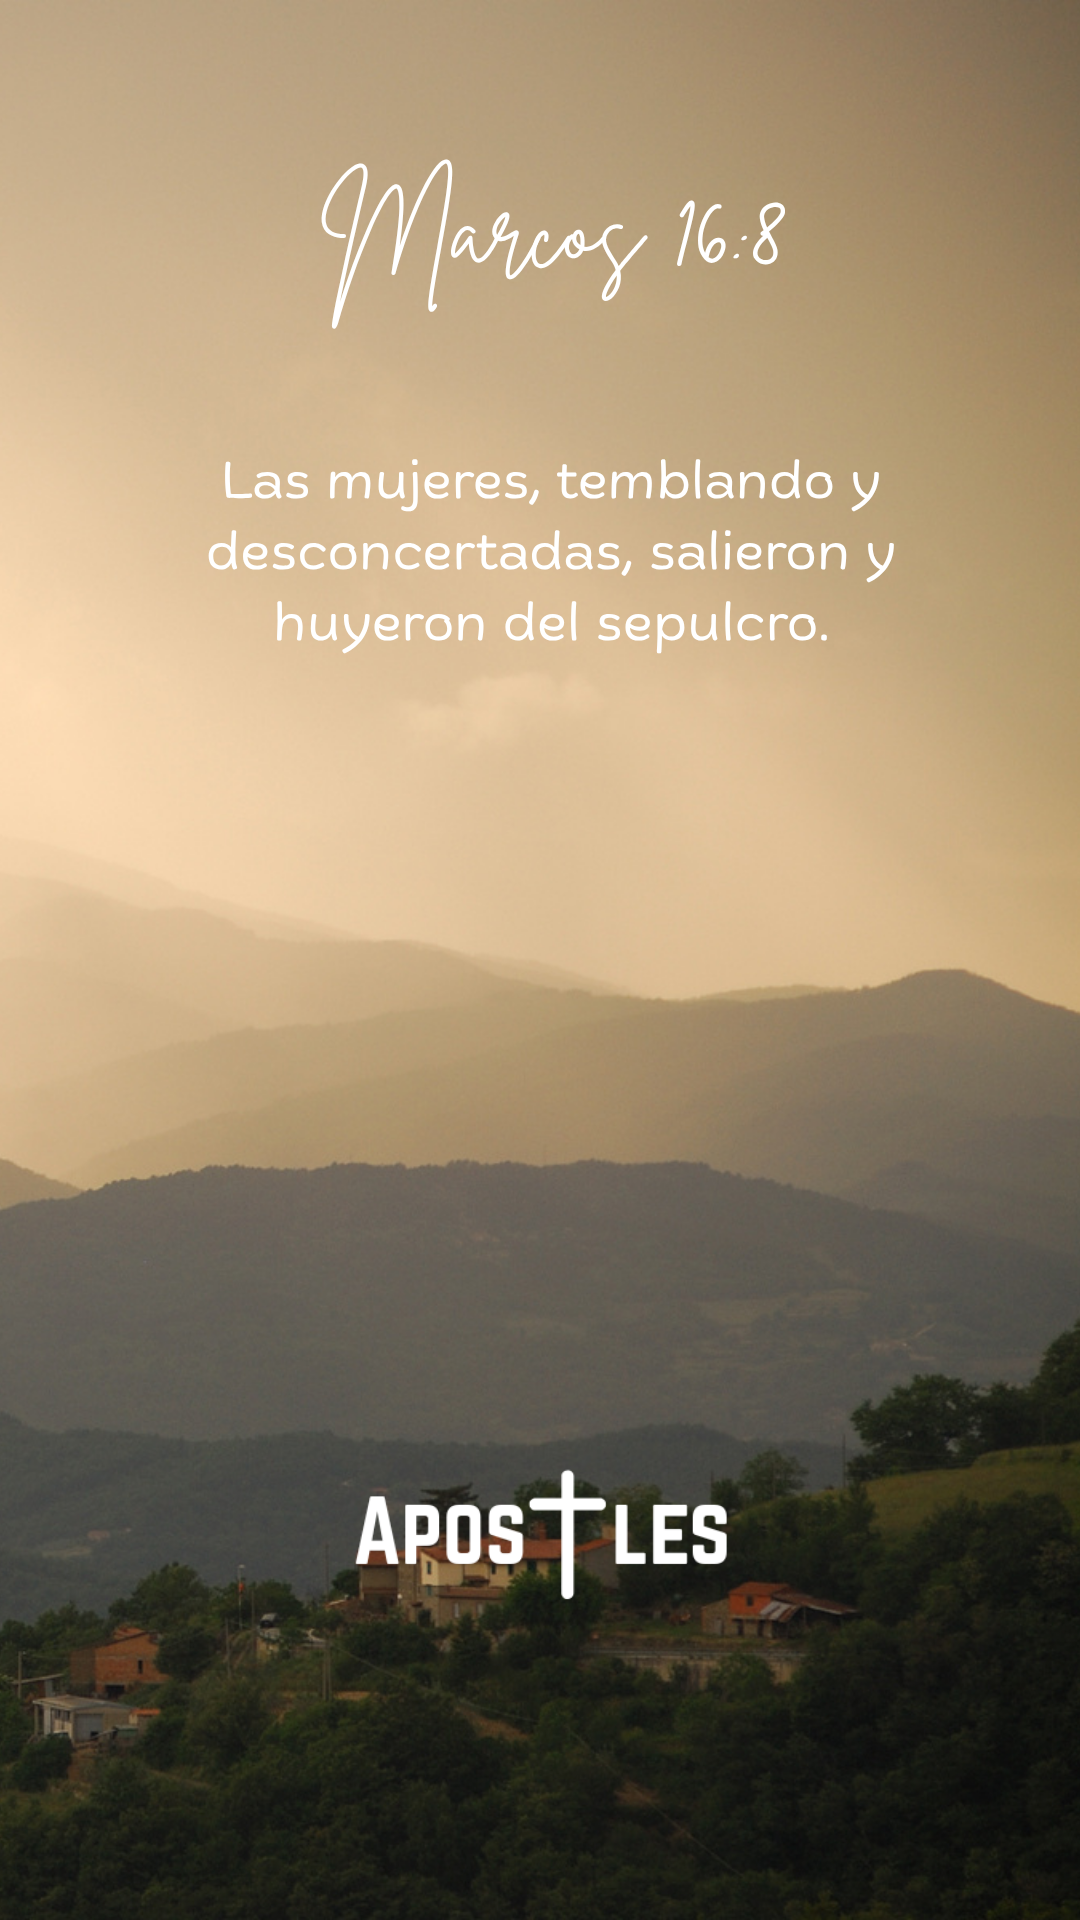 Marcos 16:8
Las mujeres, temblando y
desconcertadas, salieron y
huyeron del sepulcro.
APOSTLES